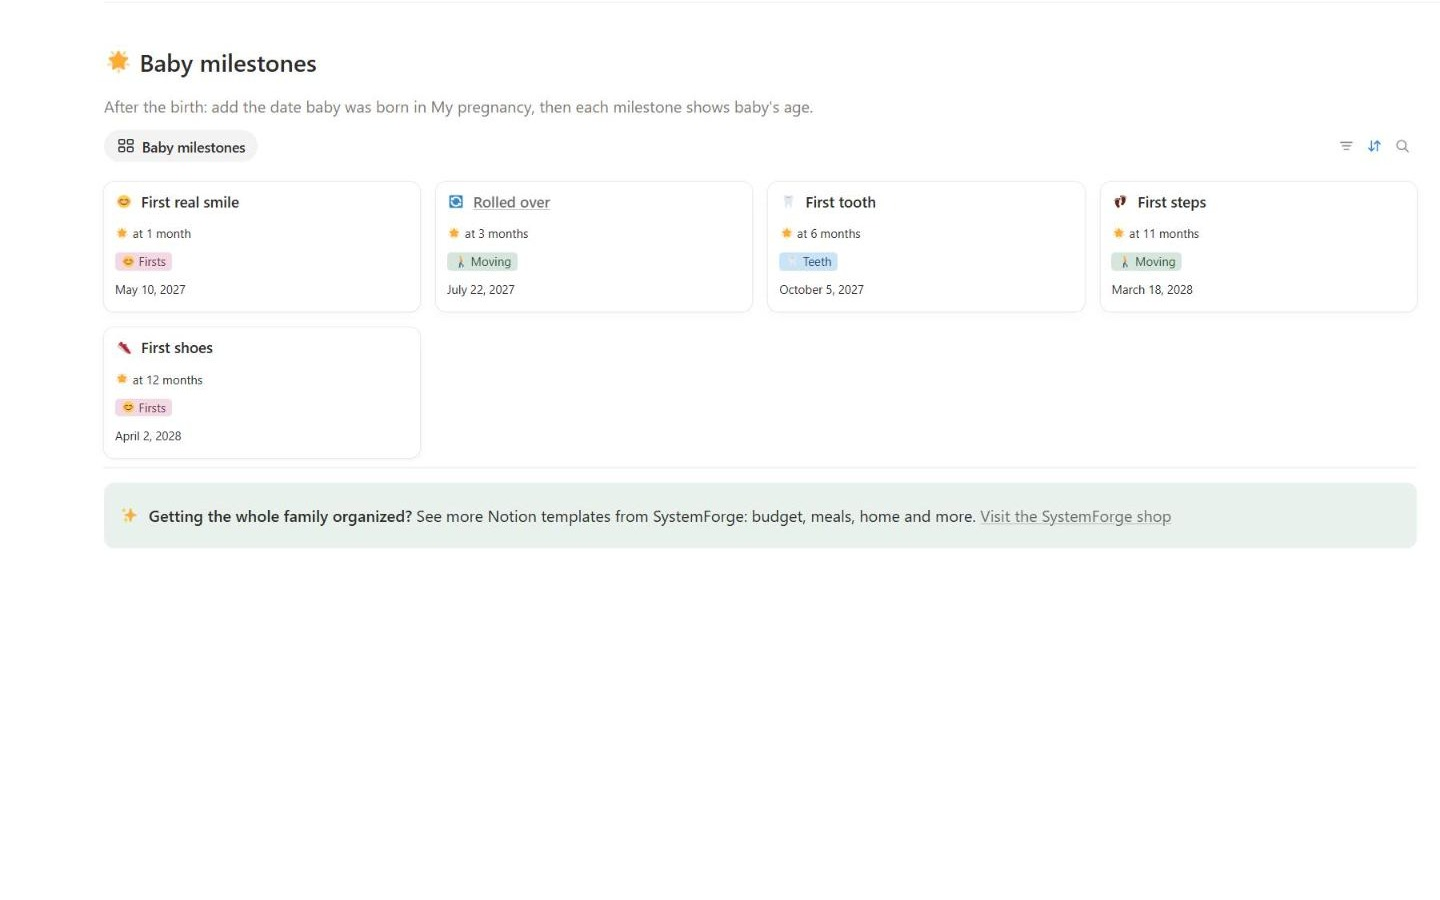 Baby milestones
After the birth: add the date baby was born in My pregnancy, then each milestone shows baby's age.
Baby milestones
First real smile
at 1 month
Firsts
May 10, 2027
Rolled over
at 3 months
Moving
July 22, 2027
First tooth
at 6 months
Teeth
October 5, 2027
First steps
at 11 months
Moving
March 18, 2028
First shoes
at 12 months
Firsts
April 2, 2028
Getting the whole family organized? See more Notion templates from SystemForge: budget, meals, home and more. Visit the SystemForge shop